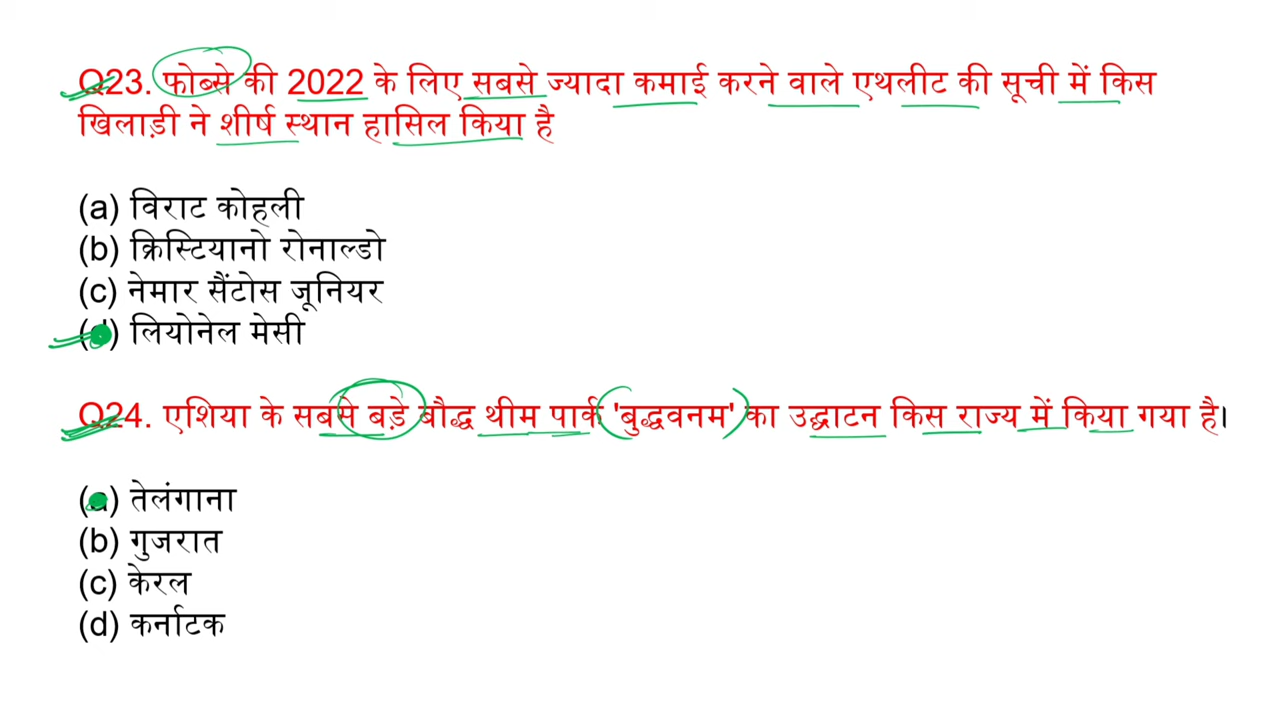 Q23. फोब्से की 2022 के लिए सबसे ज्यादा कमाई करने वाले एथलीट की सूची में किस
खिलाड़ी ने शीर्ष स्थान हासिल किया है
(a) विराट कोहली
(b) क्रिस्टियानो रोनाल्डो
(c) नेमार सैंटोस जूनियर
(d) लियोनेल मेसी
Q24. एशिया के सबसे बड़े बौद्ध थीम पार्क 'बुद्धवनम' का उद्घाटन किस राज्य में किया गया है।
(a) तेलंगाना
(b) गुजरात
(c) केरल
(d) कर्नाटक